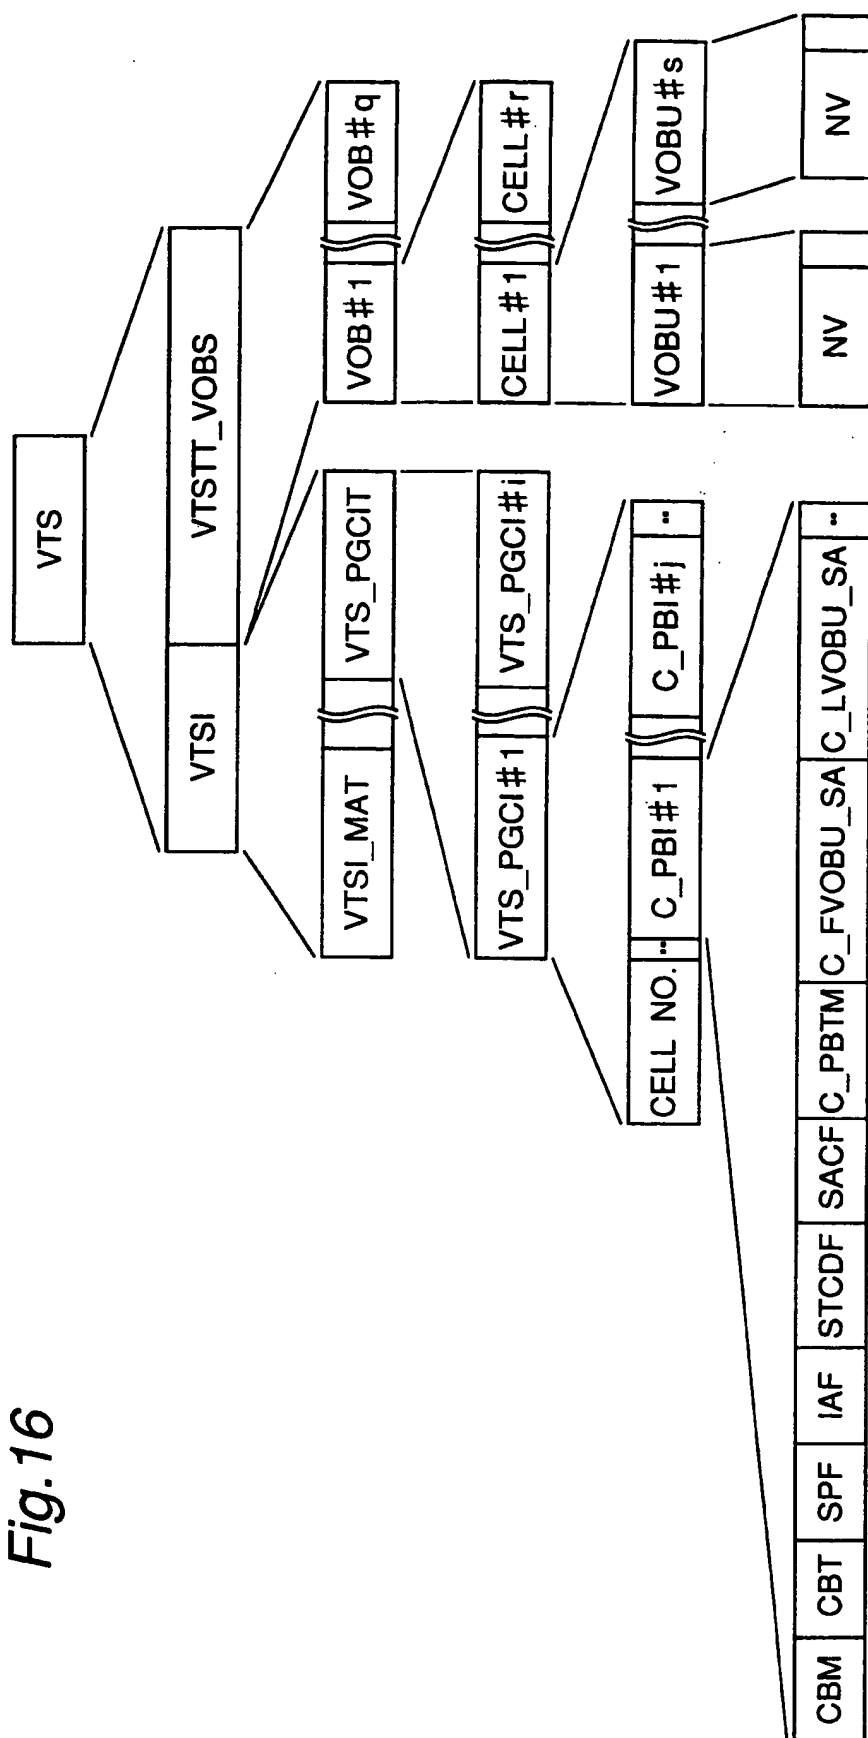 Fig.16
VTS
VTSI VTSTT_VOBS
VTSI_MAT VTS_PGCIT VOB#1 VOB#q
VTS_PGCI#1 VTS_PGCI#i CELL#1 CELL#r
CELL NO. ·· C_PBI#1 C_PBI#j ·· VOBU#1 VOBU#s
CBM CBT SPF IAF STCDF SACF C_PBTM C_FVOBU_SA C_LVOBU_SA ·· NV NV